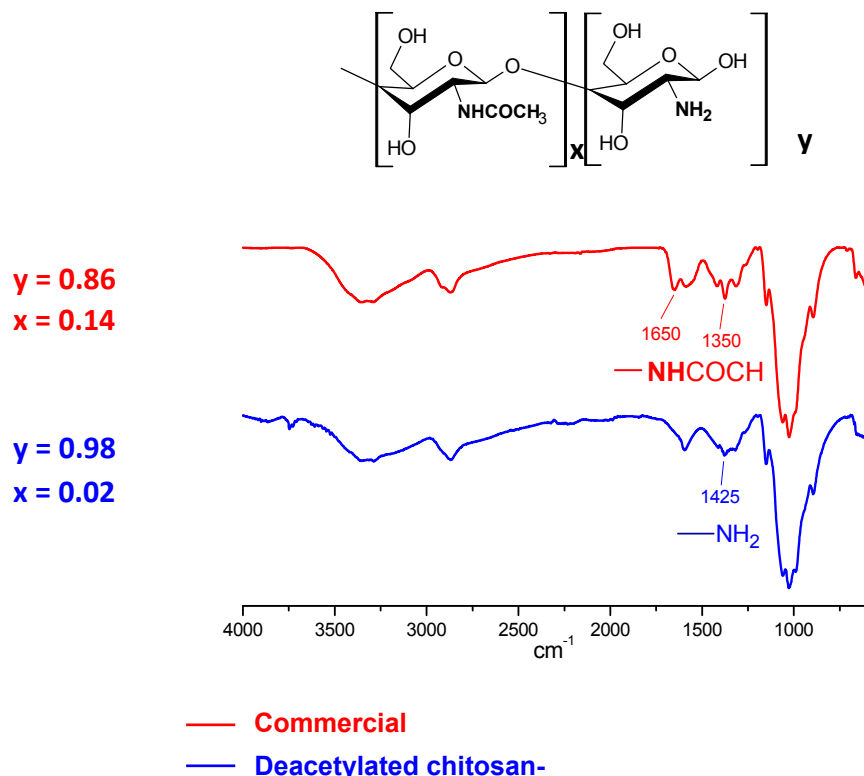 OH
O
O
NHCOCH3
HO
x
OH
O
OH
NH2
HO
y
y = 0.86
x = 0.14
1650
1350
— NHCOCH
y = 0.98
x = 0.02
1425
—NH2
4000 3500 3000 2500 2000 1500 1000
cm-1
Commercial
Deacetylated chitosan-